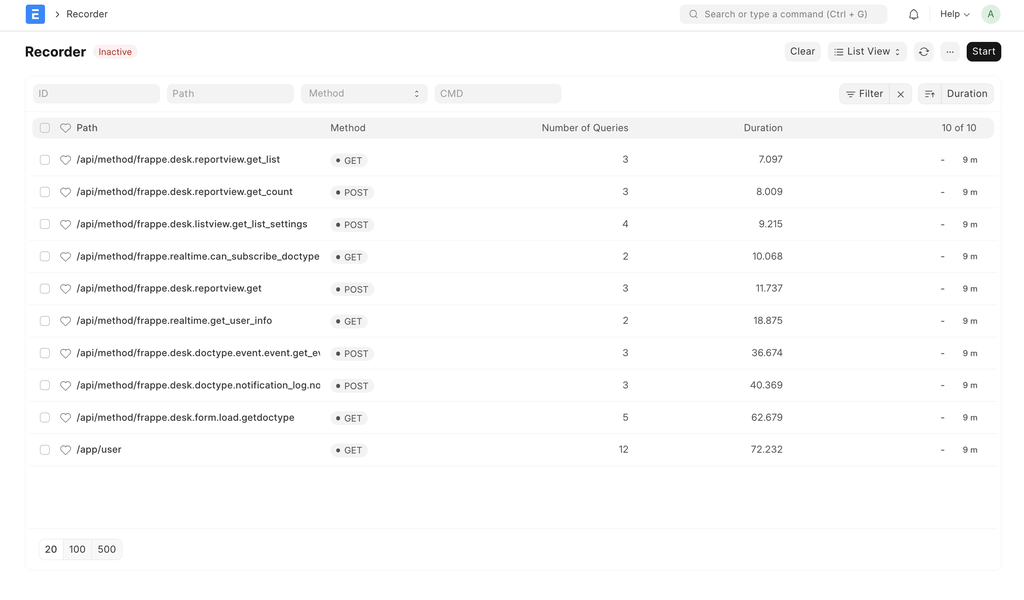 E Recorder Search or type a command (Ctrl + G) Help A
Recorder Inactive Clear List View ... Start
ID Path Method CMD Filter Duration
Path Method Number of Queries Duration 10 of 10
/api/method/frappe.desk.reportview.get_list GET 3 7.097 - 9 m
/api/method/frappe.desk.reportview.get_count POST 3 8.009 - 9 m
/api/method/frappe.desk.listview.get_list_settings POST 4 9.215 - 9 m
/api/method/frappe.realtime.can_subscribe_doctype GET 2 10.068 - 9 m
/api/method/frappe.desk.reportview.get POST 3 11.737 - 9 m
/api/method/frappe.realtime.get_user_info GET 2 18.875 - 9 m
/api/method/frappe.desk.doctype.event.event.get_ev POST 3 36.674 - 9 m
/api/method/frappe.desk.doctype.notification_log.no POST 3 40.369 - 9 m
/api/method/frappe.desk.form.load.getdoctype GET 5 62.679 - 9 m
/app/user GET 12 72.232 - 9 m
20 100 500